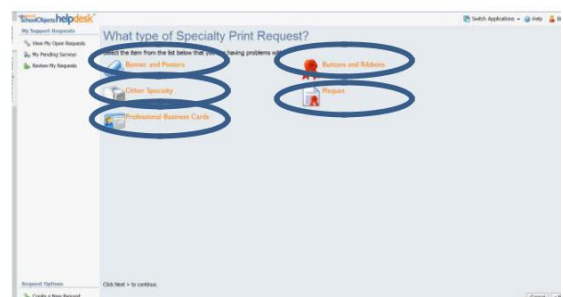 SchoolObjects helpdesk
Switch Applications - Help
My Support Requests
View My Open Requests
My Pending Surveys
Review My Requests
What type of Specialty Print Request?
Select the item from the list below that you are having problems with
Banner and Posters
Buttons and Ribbons
Other Specialty
Plaques
Professional Business Cards
Request Options
Create a New Request
Click Next > to continue.
Cancel